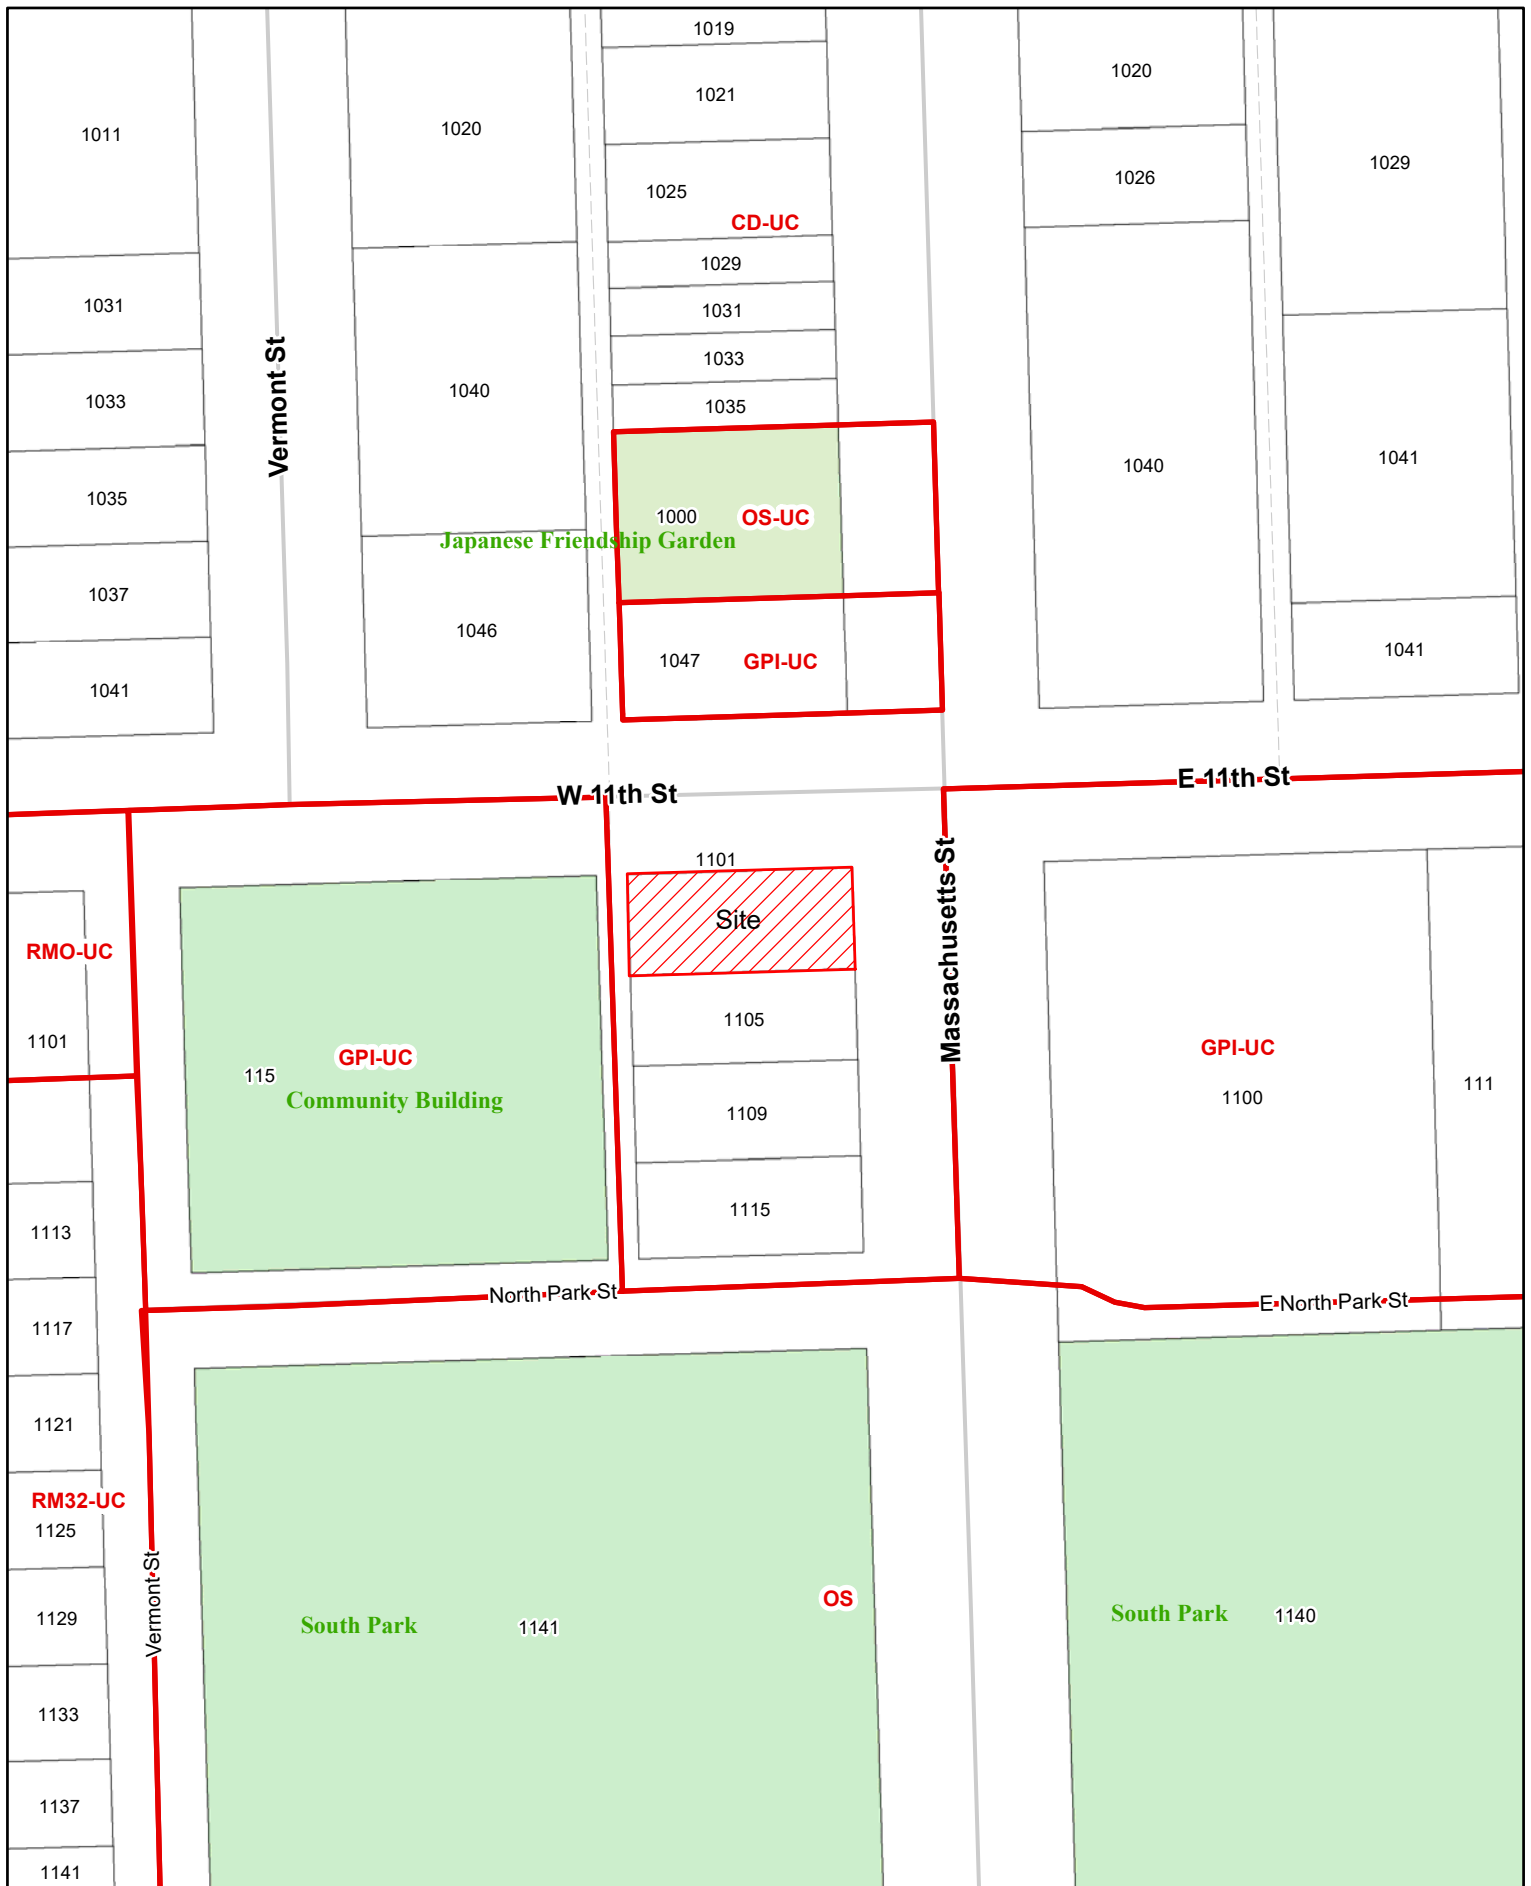 1019
1020
1021
1020
1011
1029
1026
1025
CD-UC
1029
1031
1031
1033
Vermont St
1040
1033
1035
1041
1040
1035
1000
OS-UC
Japanese Friendship Garden
1037
1046
1041
1047
GPI-UC
1041
E 11th St
W 11th St
1101
Site
Massachusetts St
RMO-UC
1105
1101
GPI-UC
GPI-UC
115
111
1100
Community Building
1109
1115
1113
North Park St
E North Park St
1117
1121
RM32-UC
1125
Vermont St
OS
South Park
1140
1129
South Park
1141
1133
1137
1141